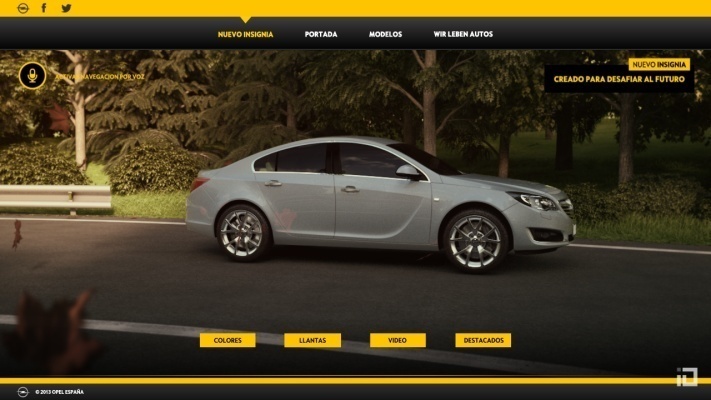 NUEVO INSIGNIA
PORTADA
MODELOS
WIR LEBEN AUTOS
ACTIVAR NAVEGACION POR VOZ
NUEVO INSIGNIA
CREADO PARA DESAFIAR AL FUTURO
COLORES
LLANTAS
VIDEO
DESTACADOS
© 2013 OPEL ESPAÑA